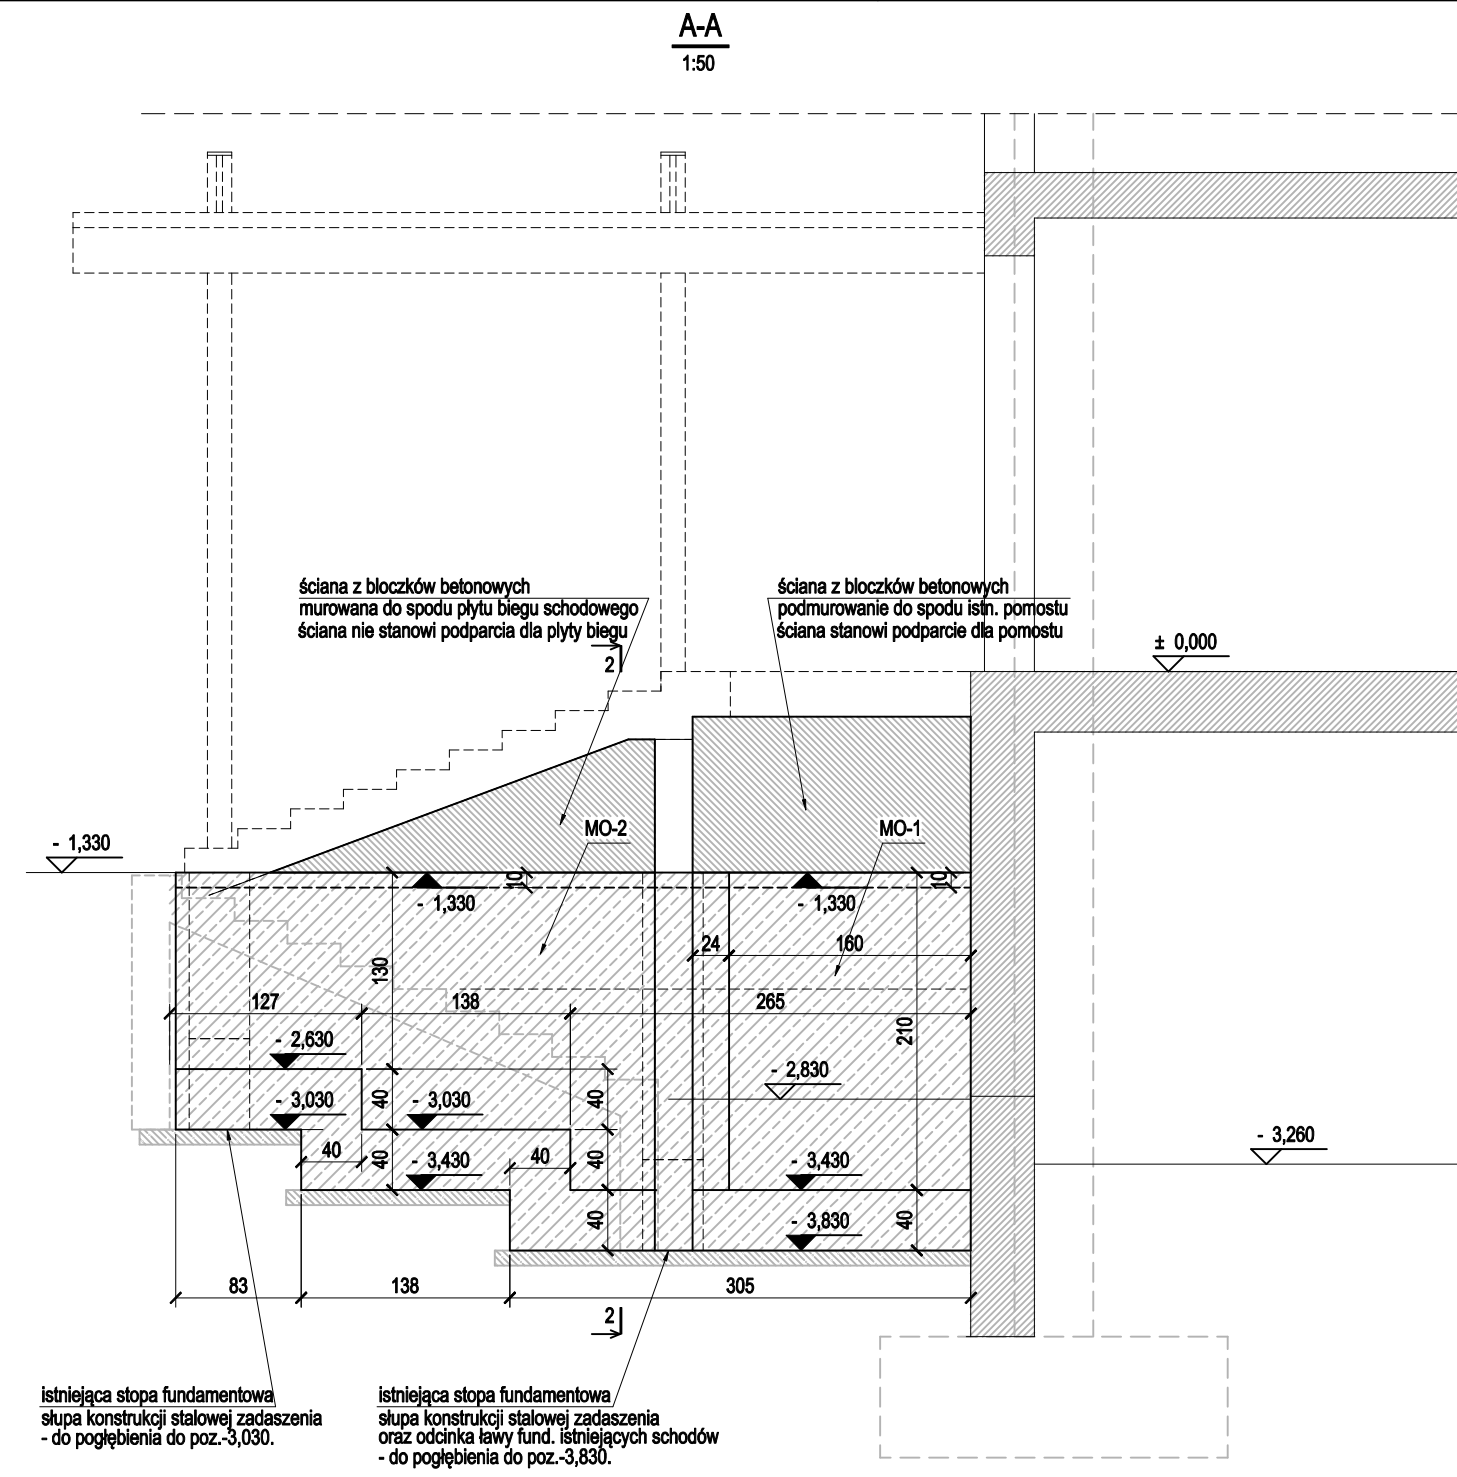 A-A
1:50
ściana z bloczków betonowych
murowana do spodu płytu biegu schodowego
ściana nie stanowi podparcia dla plyty biegu
ściana z bloczków betonowych
podmurowanie do spodu istn. pomostu
ściana stanowi podparcie dla pomostu
2
± 0,000
- 1,330
MO-2
MO-1
10
10
- 1,330
- 1,330
24
160
130
127
138
265
210
- 2,630
- 2,830
- 3,030
40
- 3,030
40
40
40
- 3,430
40
40
- 3,430
- 3,260
40
- 3,830
40
83
138
305
2
istniejąca stopa fundamentowa
słupa konstrukcji stalowej zadaszenia
- do pogłębienia do poz.-3,030.
istniejąca stopa fundamentowa
słupa konstrukcji stalowej zadaszenia
oraz odcinka ławy fund. istniejących schodów
- do pogłębienia do poz.-3,830.